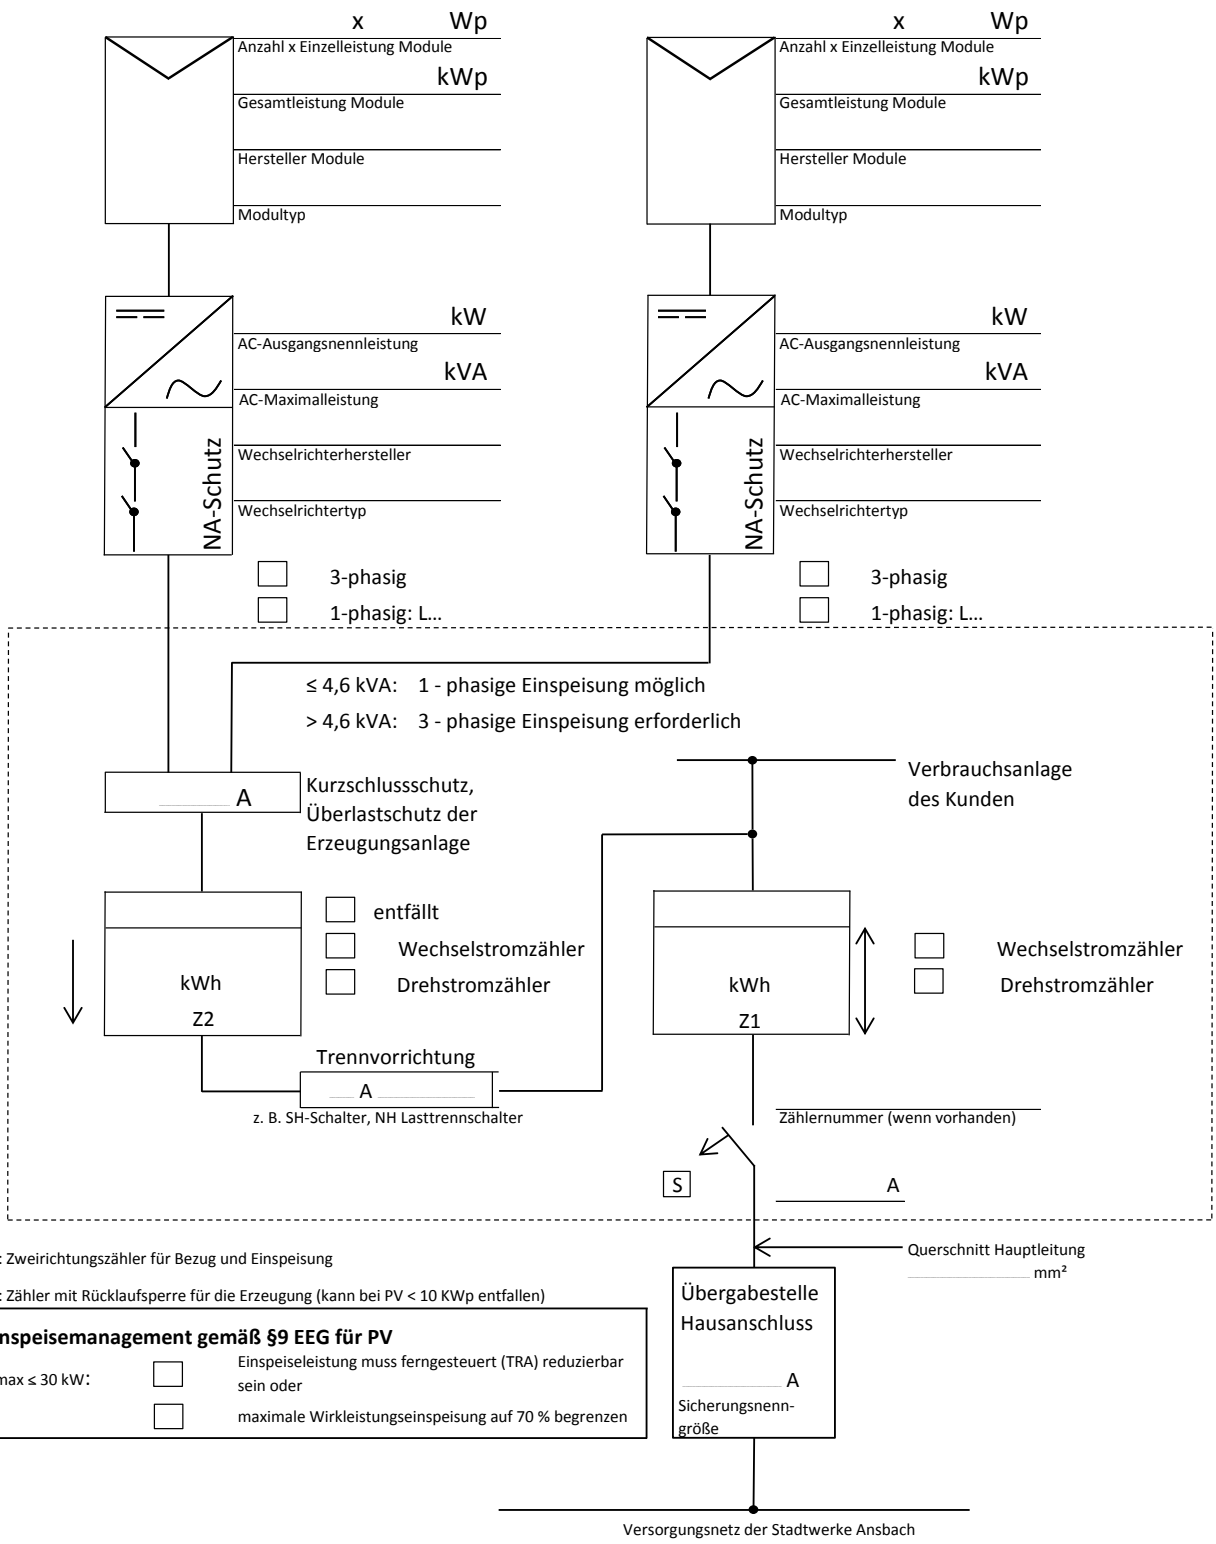 x Wp
Anzahl x Einzelleistung Module
kWp
Gesamtleistung Module
Hersteller Module
Modultyp
x Wp
Anzahl x Einzelleistung Module
kWp
Gesamtleistung Module
Hersteller Module
Modultyp
kW
AC-Ausgangsnennleistung
kVA
AC-Maximalleistung
NA-Schutz
Wechselrichterhersteller
Wechselrichtertyp
3-phasig
1-phasig: L...
kW
AC-Ausgangsnennleistung
kVA
AC-Maximalleistung
NA-Schutz
Wechselrichterhersteller
Wechselrichtertyp
3-phasig
1-phasig: L...
≤ 4,6 kVA: 1 - phasige Einspeisung möglich
> 4,6 kVA: 3 - phasige Einspeisung erforderlich
A
Kurzschlussschutz,
Überlastschutz der
Erzeugungsanlage
Verbrauchsanlage
des Kunden
entfällt
Wechselstromzähler
Drehstromzähler
kWh
Z2
kWh
Z1
Wechselstromzähler
Drehstromzähler
Trennvorrichtung
A
z. B. SH-Schalter, NH Lasttrennschalter
Zählernummer (wenn vorhanden)
S
A
: Zweirichtungszähler für Bezug und Einspeisung
: Zähler mit Rücklaufsperre für die Erzeugung (kann bei PV < 10 KWp entfallen)
Querschnitt Hauptleitung
mm²
nspeisemanagement gemäß §9 EEG für PV
max ≤ 30 kW:
Einspeiseleistung muss ferngesteuert (TRA) reduzierbar
sein oder
maximale Wirkleistungseinspeisung auf 70 % begrenzen
Übergabestelle
Hausanschluss
A
Sicherungsnenn-
größe
Versorgungsnetz der Stadtwerke Ansbach